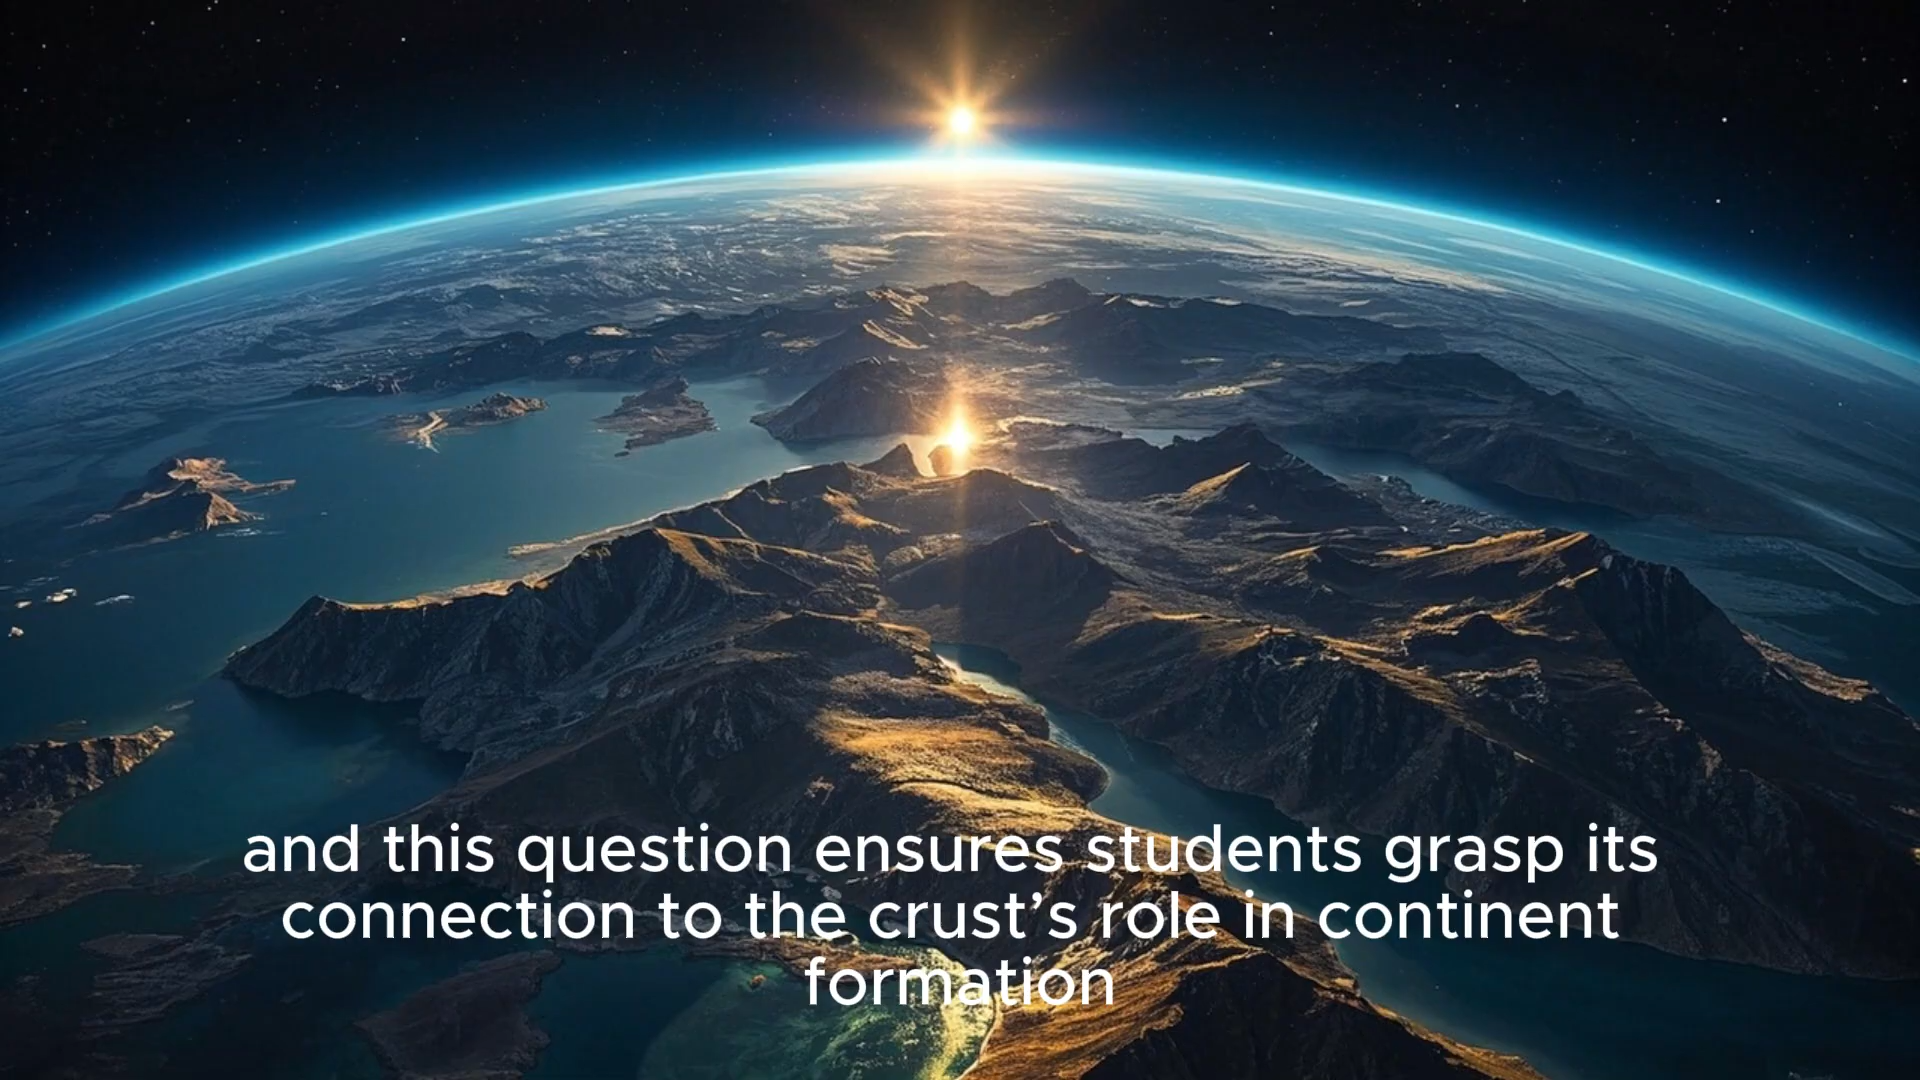 and this question ensures students grasp its
connection to the crust’s role in continent
formation